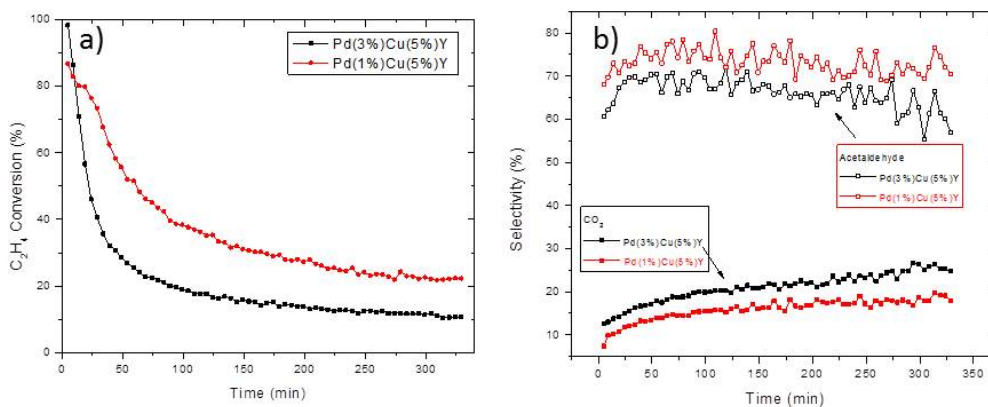 a)
Pd(3%)Cu(5%)Y
Pd(1%)Cu(5%)Y
100
80
60
40
20
0
C₂H₄ Conversion (%)
0 50 100 150 200 250 300
Time (min)
b)
80
70
60
50
40
30
20
10
Selectivity (%)
Acetaldehyde
Pd(3%)Cu(5%)Y
Pd(1%)Cu(5%)Y
CO₂
Pd(3%)Cu(5%)Y
Pd(1%)Cu(5%)Y
-50 0 50 100 150 200 250 300 350
Time (min)